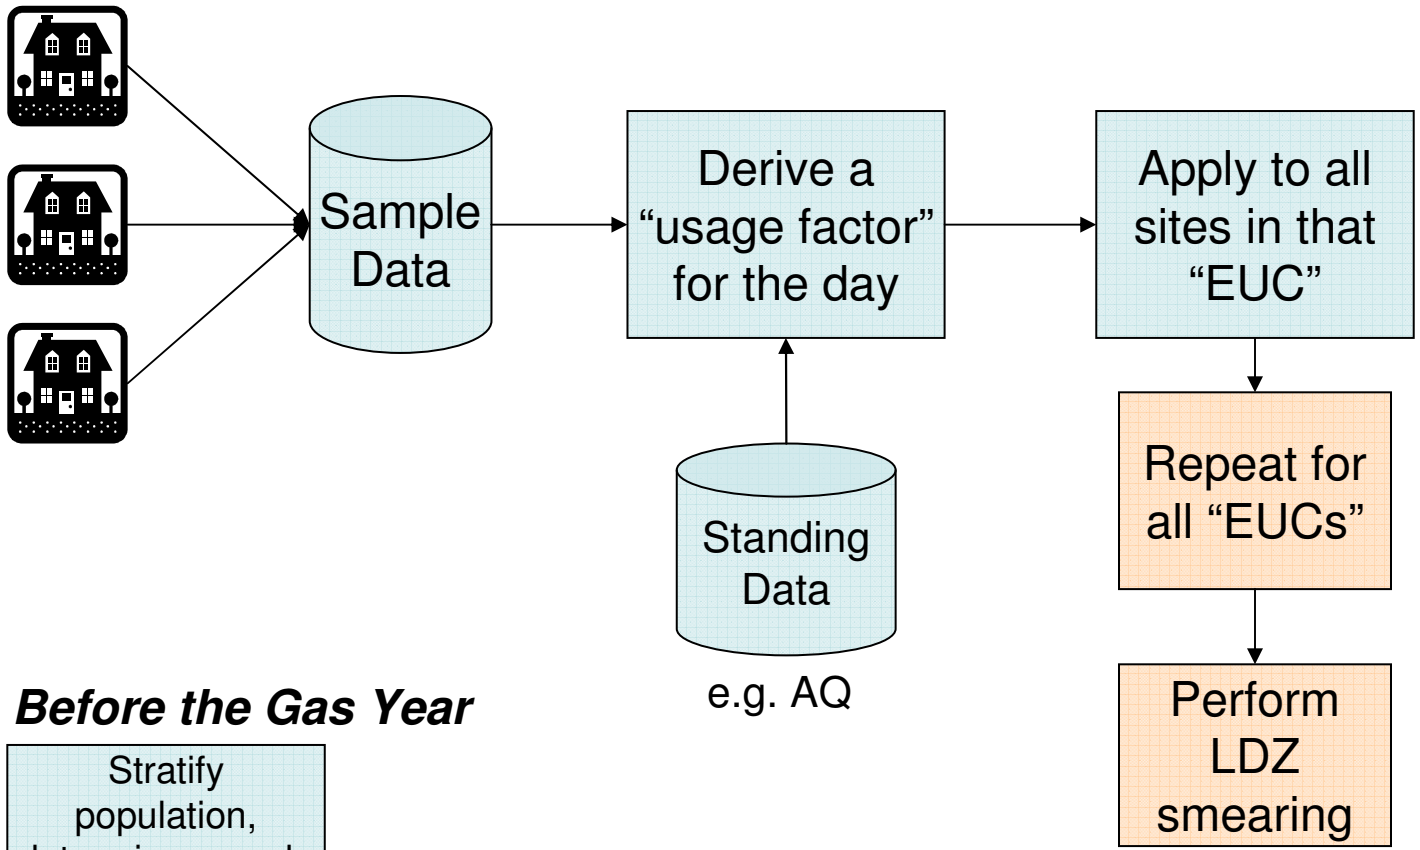 Sample
Data
Derive a
“usage factor”
for the day
Apply to all
sites in that
“EUC”
Repeat for
all “EUCs”
Standing
Data
e.g. AQ
Perform
LDZ
smearing
Before the Gas Year
Stratify
population,